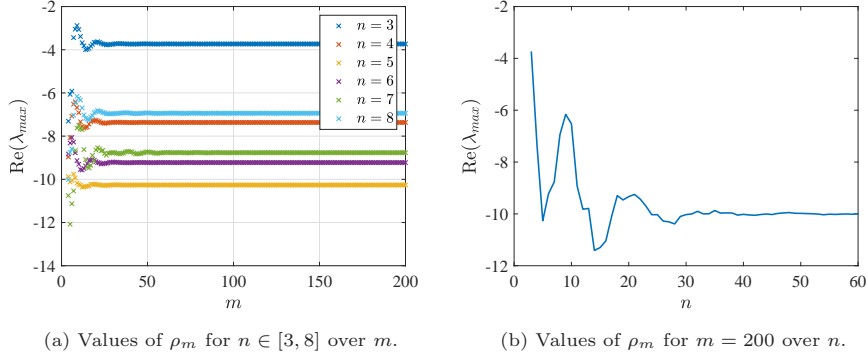 -2
-4
-6
-8
-10
-12
-14
0
50
100
150
200
m
Re(λmax)
n = 3
n = 4
n = 5
n = 6
n = 7
n = 8
(a) Values of ρm for n ∈ [3, 8] over m.
-2
-4
-6
-8
-10
-12
0
10
20
30
40
50
60
n
Re(λmax)
(b) Values of ρm for m = 200 over n.